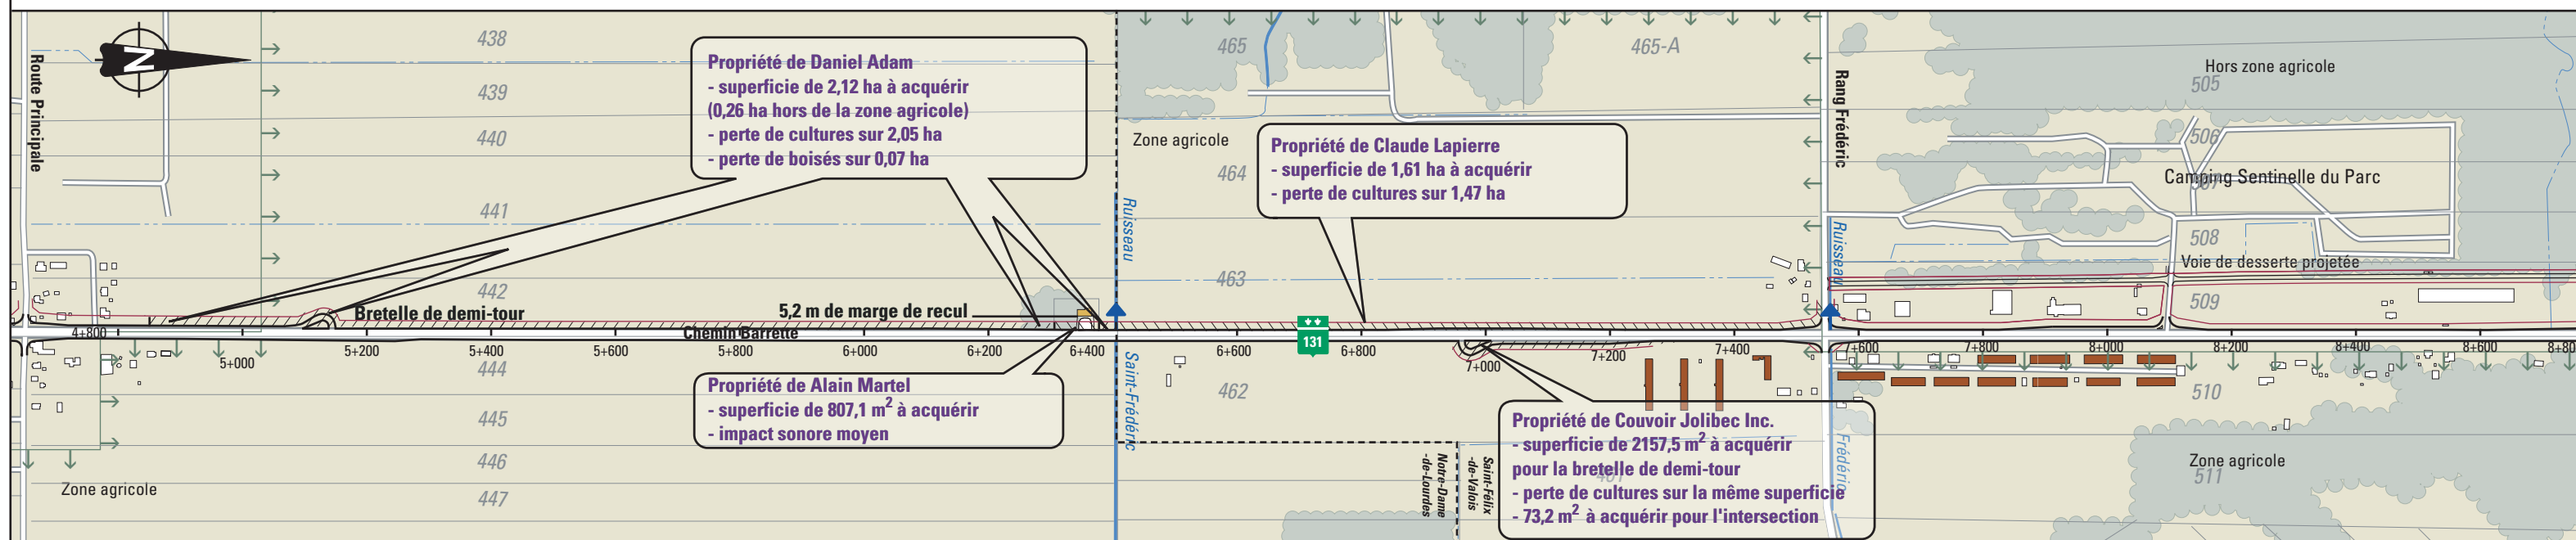 Route Principale
N
438
439
440
441
442
444
445
446
447
Zone agricole
Propriété de Daniel Adam
- superficie de 2,12 ha à acquérir
(0,26 ha hors de la zone agricole)
- perte de cultures sur 2,05 ha
- perte de boisés sur 0,07 ha
Bretelle de demi-tour
5,2 m de marge de recul
Chemin Barrette
4+800
5+000
5+200
5+400
5+600
5+800
6+000
6+200
6+400
6+600
6+800
7+000
7+200
7+400
7+600
7+800
8+000
8+200
8+400
8+600
8+80
Propriété de Alain Martel
- superficie de 807,1 m2 à acquérir
- impact sonore moyen
Ruisseau
Saint-Frédéric
465
465-A
Zone agricole
464
463
462
461
131
Propriété de Claude Lapierre
- superficie de 1,61 ha à acquérir
- perte de cultures sur 1,47 ha
Notre-Dame
-de-Lourdes
Saint-Félix
-de-Valois
Propriété de Couvoir Jolibec Inc.
- superficie de 2157,5 m2 à acquérir
pour la bretelle de demi-tour
- perte de cultures sur la même superficie
- 73,2 m2 à acquérir pour l'intersection
Rang Frédéric
Ruisseau
Frédéric
Hors zone agricole
505
506
507
Camping Sentinelle du Parc
508
Voie de desserte projetée
509
510
Zone agricole
511